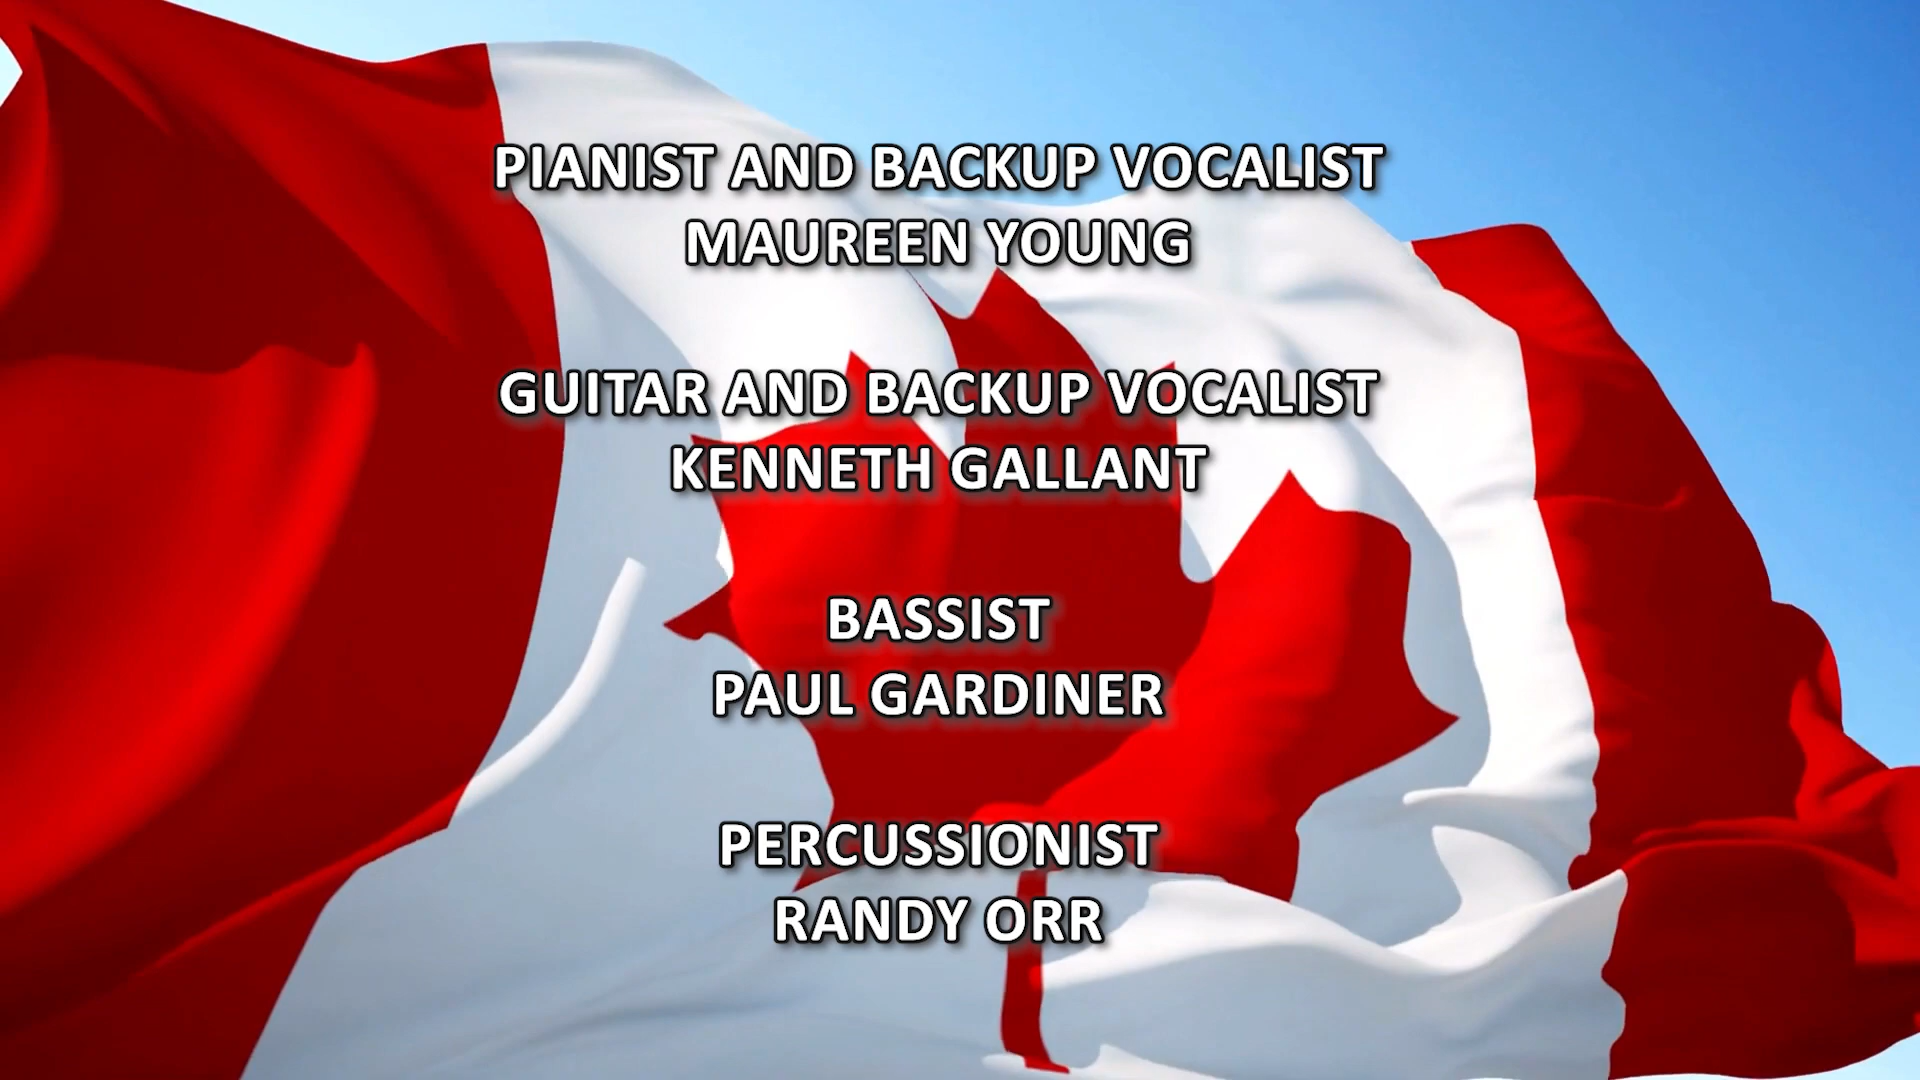 PIANIST AND BACKUP VOCALIST
MAUREEN YOUNG
GUITAR AND BACKUP VOCALIST
KENNETH GALLANT
BASSIST
PAUL GARDINER
PERCUSSIONIST
RANDY ORR